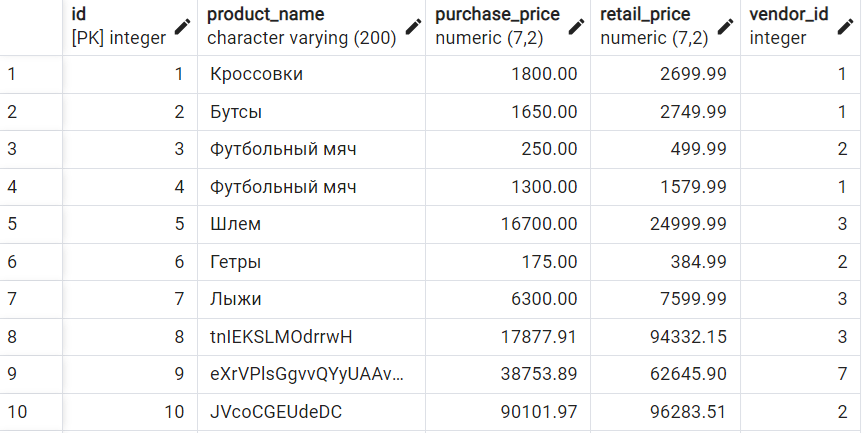 id product_name purchase_price retail_price vendor_id
[PK] integer character varying (200) numeric (7,2) numeric (7,2) integer
1 1 Кроссовки 1800.00 2699.99 1
2 2 Бутсы 1650.00 2749.99 1
3 3 Футбольный мяч 250.00 499.99 2
4 4 Футбольный мяч 1300.00 1579.99 1
5 5 Шлем 16700.00 24999.99 3
6 6 Гетры 175.00 384.99 2
7 7 Лыжи 6300.00 7599.99 3
8 8 tnIEKSLMOdrrwH 17877.91 94332.15 3
9 9 eXrVPlsGgvvQYyUAAv… 38753.89 62645.90 7
10 10 JVcoCGEUdeDC 90101.97 96283.51 2